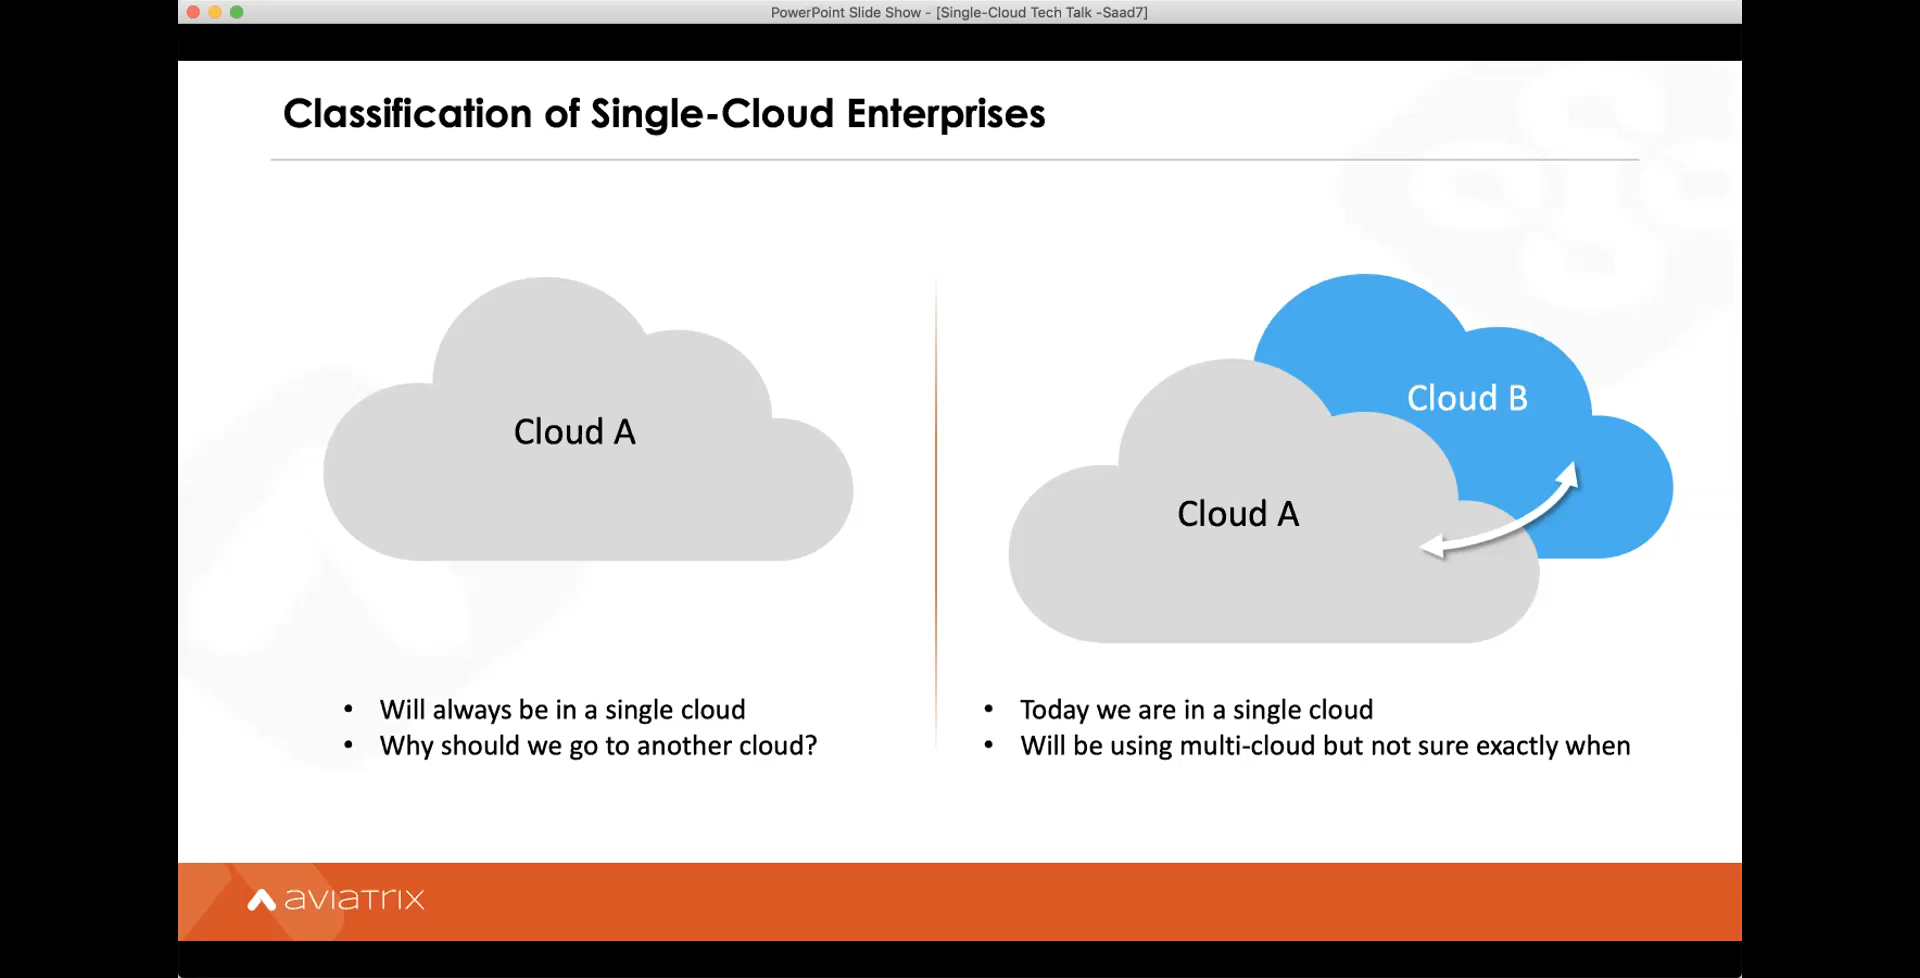 PowerPoint Slide Show - [Single-Cloud Tech Talk -Saad7]
Classification of Single-Cloud Enterprises
Cloud A
• Will always be in a single cloud
• Why should we go to another cloud?
Cloud B
Cloud A
• Today we are in a single cloud
• Will be using multi-cloud but not sure exactly when
aviatrix